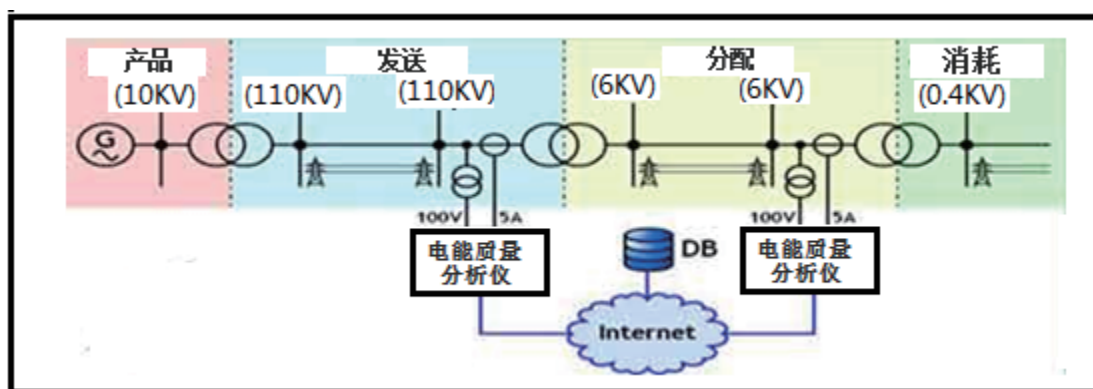 产品
发送
分配
消耗
(10KV)
(110KV)
(110KV)
(6KV)
(6KV)
(0.4KV)
G
100V
5A
100V
5A
电能质量
分析仪
DB
电能质量
分析仪
Internet